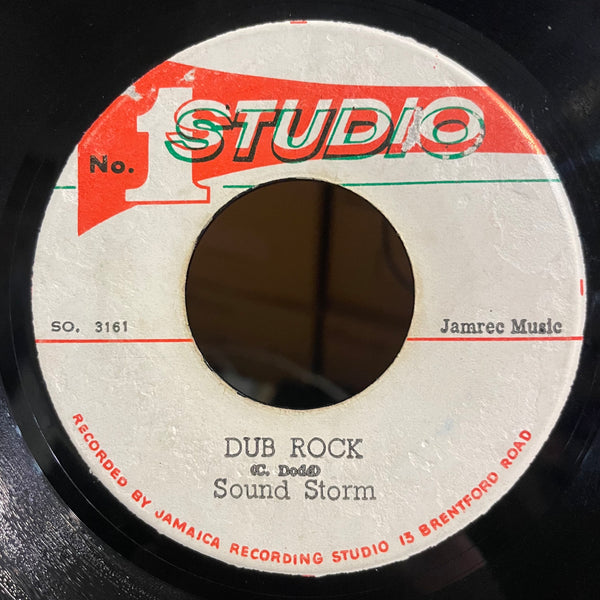 No. 1 STUDIO
SO. 3161
Jamrec Music
DUB ROCK
(C. Dodd)
Sound Storm
RECORDED BY JAMAICA RECORDING STUDIO 13 BRENTFORD ROAD